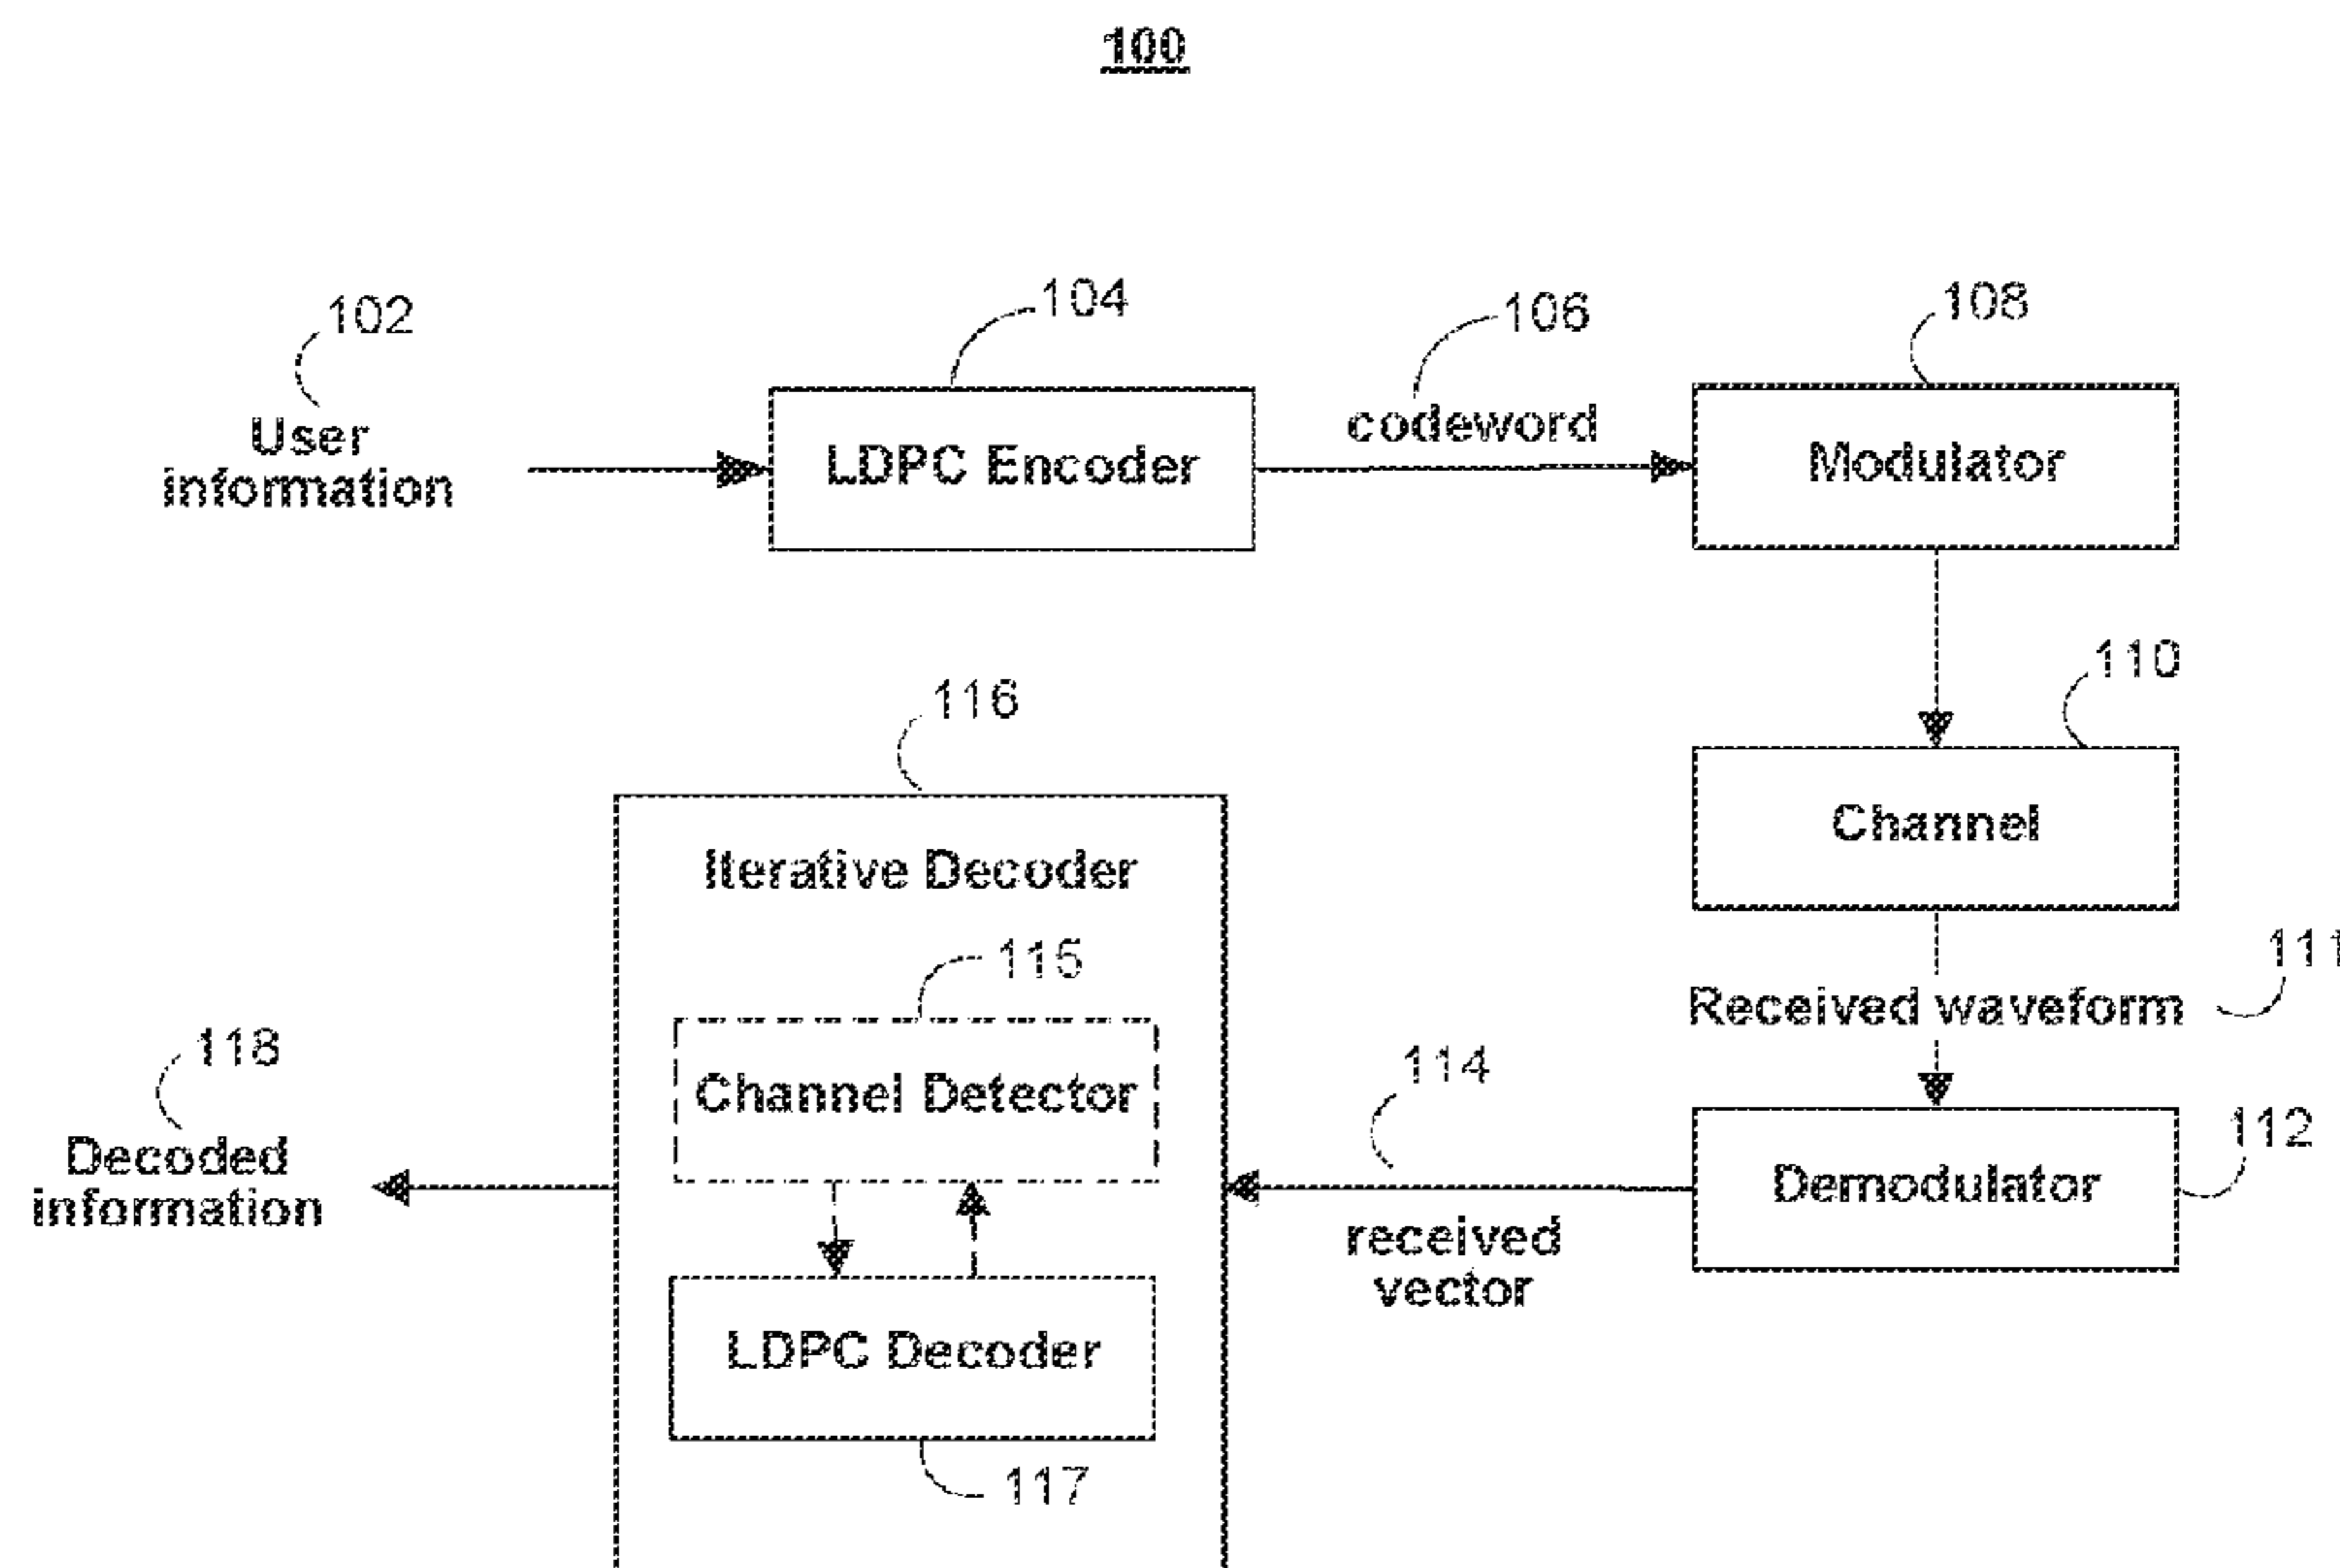 100
102
104
106
108
User
information
LDPC Encoder
codeword
Modulator
110
116
Channel
Iterative Decoder
111
115
Received waveform
118
114
Channel Detector
112
Decoded
information
Demodulator
received
vector
LDPC Decoder
117